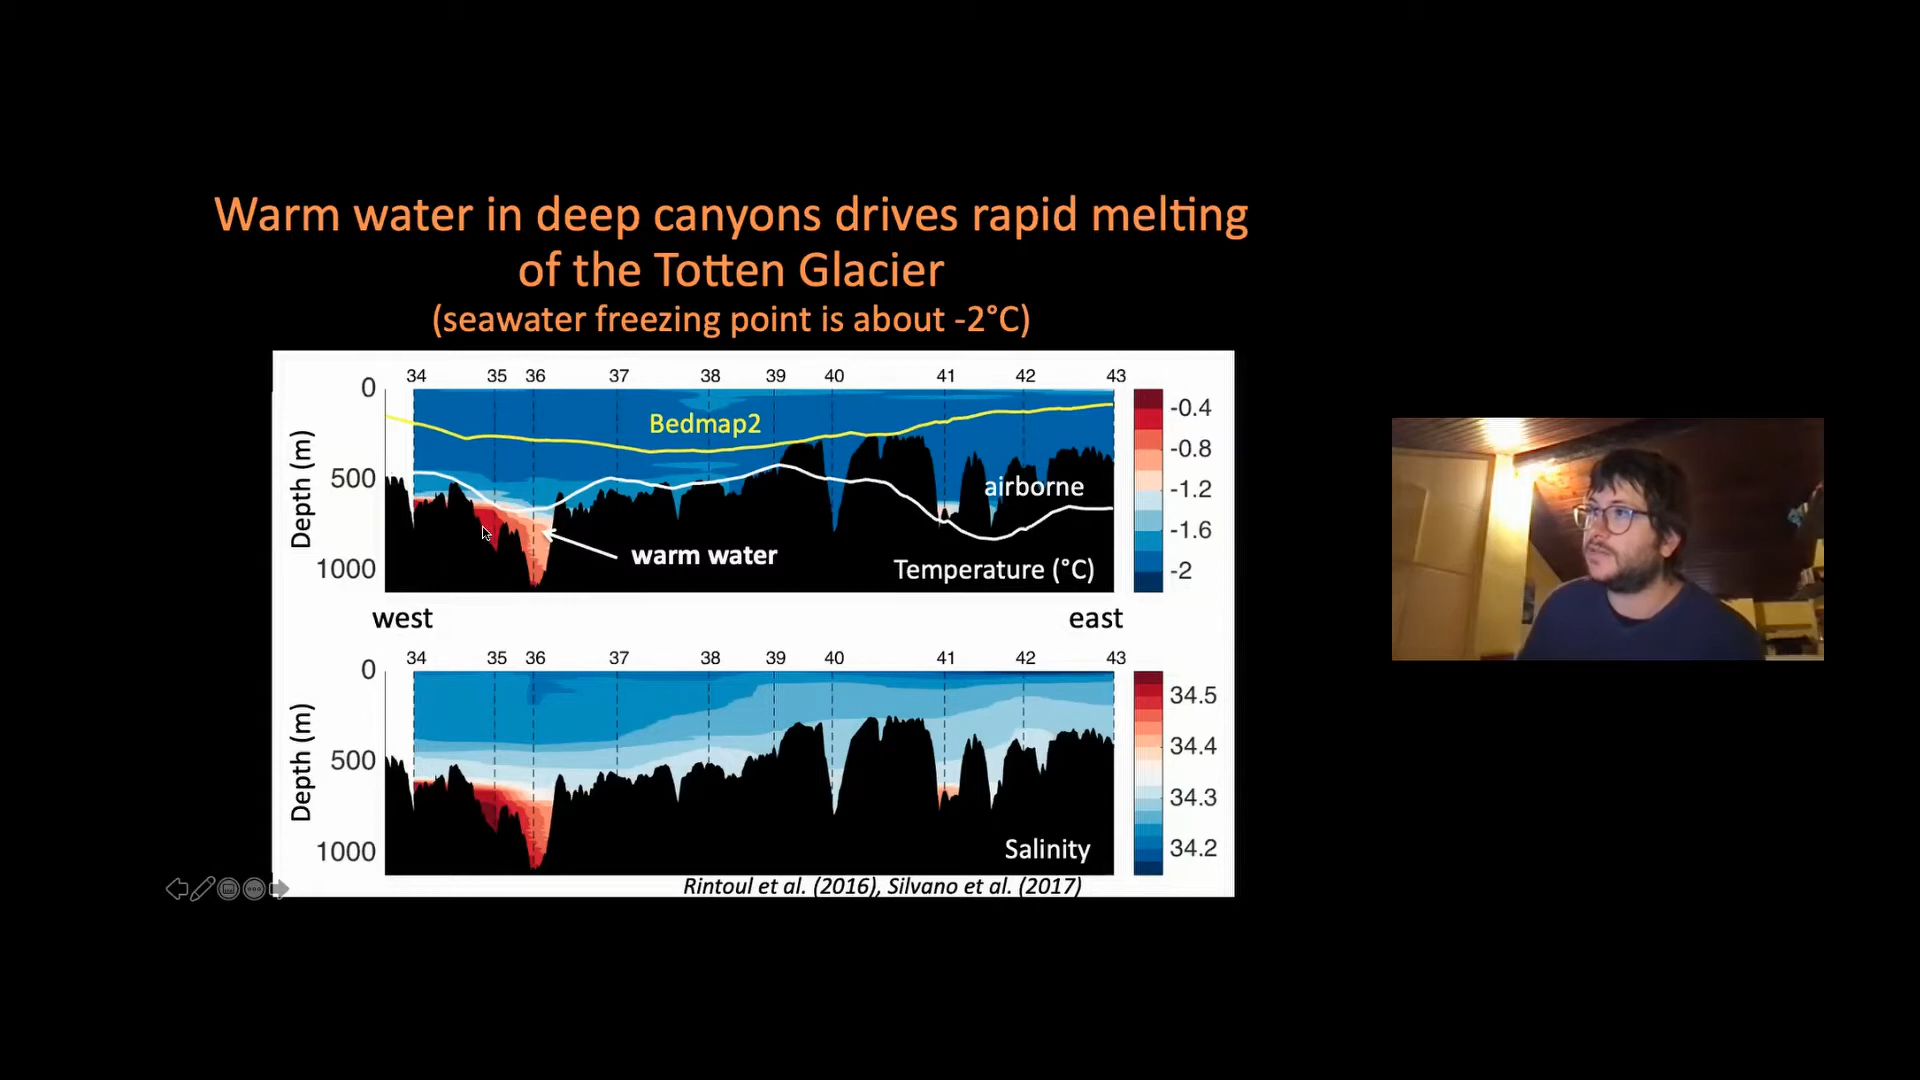 Warm water in deep canyons drives rapid melting
of the Totten Glacier
(seawater freezing point is about -2°C)
34 35 36 37 38 39 40 41 42 43
0
500
1000
Depth (m)
Bedmap2
airborne
warm water
Temperature (°C)
-0.4
-0.8
-1.2
-1.6
-2
west
east
34 35 36 37 38 39 40 41 42 43
0
500
1000
Depth (m)
Salinity
34.5
34.4
34.3
34.2
Rintoul et al. (2016), Silvano et al. (2017)